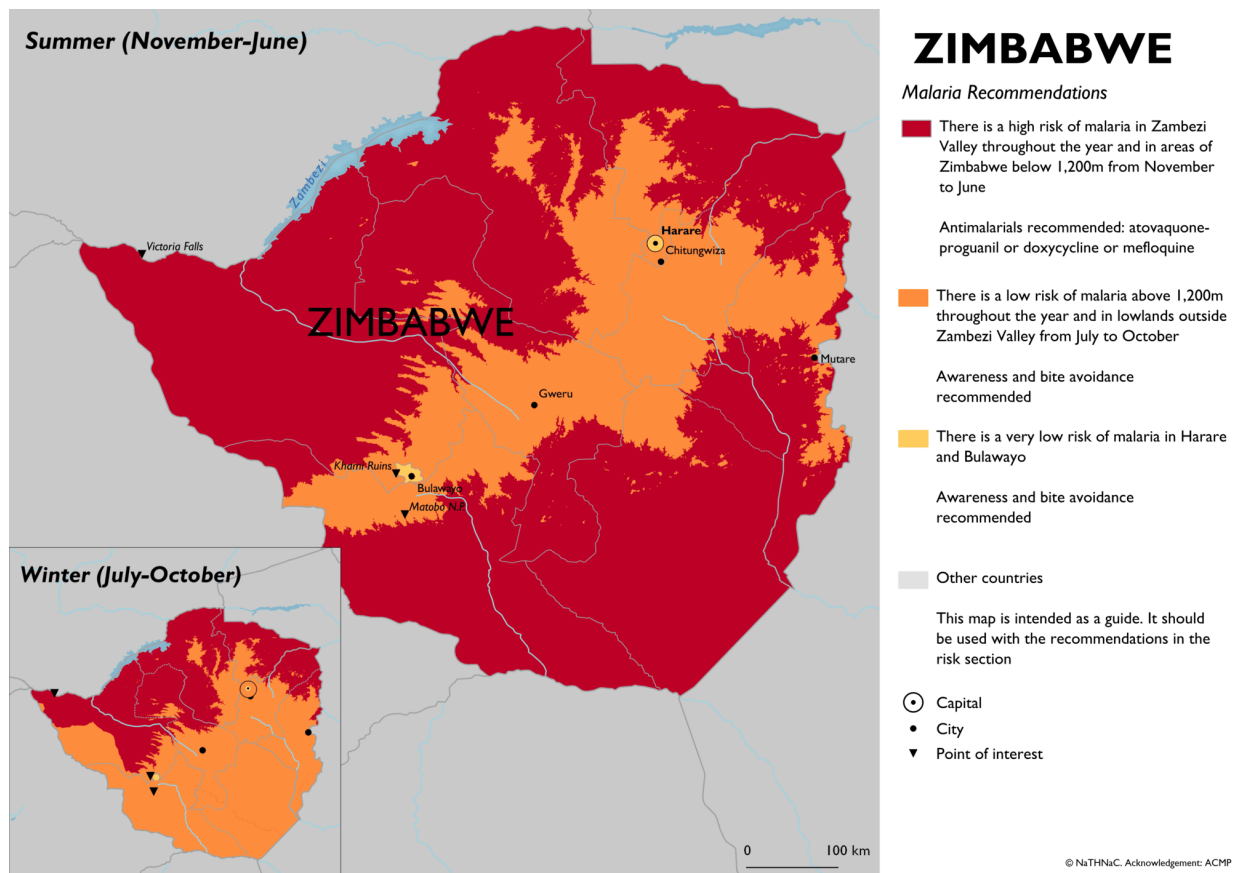 Summer (November-June)
Zambezi
Victoria Falls
Harare
Chitungwiza
ZIMBABWE
Mutare
Gweru
Khami Ruins
Bulawayo
Matobo N.P.
Winter (July-October)
0 100 km
ZIMBABWE
Malaria Recommendations
There is a high risk of malaria in Zambezi
Valley throughout the year and in areas of
Zimbabwe below 1,200m from November
to June
Antimalarials recommended: atovaquone-
proguanil or doxycycline or mefloquine
There is a low risk of malaria above 1,200m
throughout the year and in lowlands outside
Zambezi Valley from July to October
Awareness and bite avoidance
recommended
There is a very low risk of malaria in Harare
and Bulawayo
Awareness and bite avoidance
recommended
Other countries
This map is intended as a guide. It should
be used with the recommendations in the
risk section
Capital
City
Point of interest
© NaTHNaC. Acknowledgement: ACMP